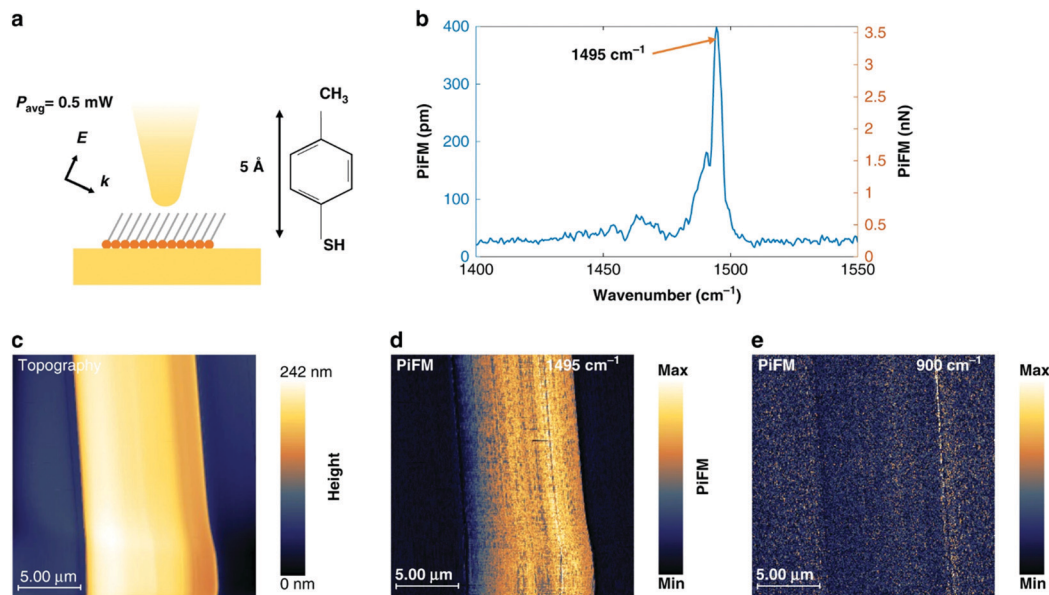 a
P_avg = 0.5 mW
E
k
5 Å
CH₃
SH
b
1495 cm⁻¹
PiFM (pm)
400
300
200
100
0
PiFM (nN)
3.5
3
2.5
2
1.5
1
0.5
0
1400
1450
1500
1550
Wavenumber (cm⁻¹)
c
Topography
5.00 μm
242 nm
Height
0 nm
d
PiFM
1495 cm⁻¹
5.00 μm
Max
PiFM
Min
e
PiFM
900 cm⁻¹
5.00 μm
Max
Min